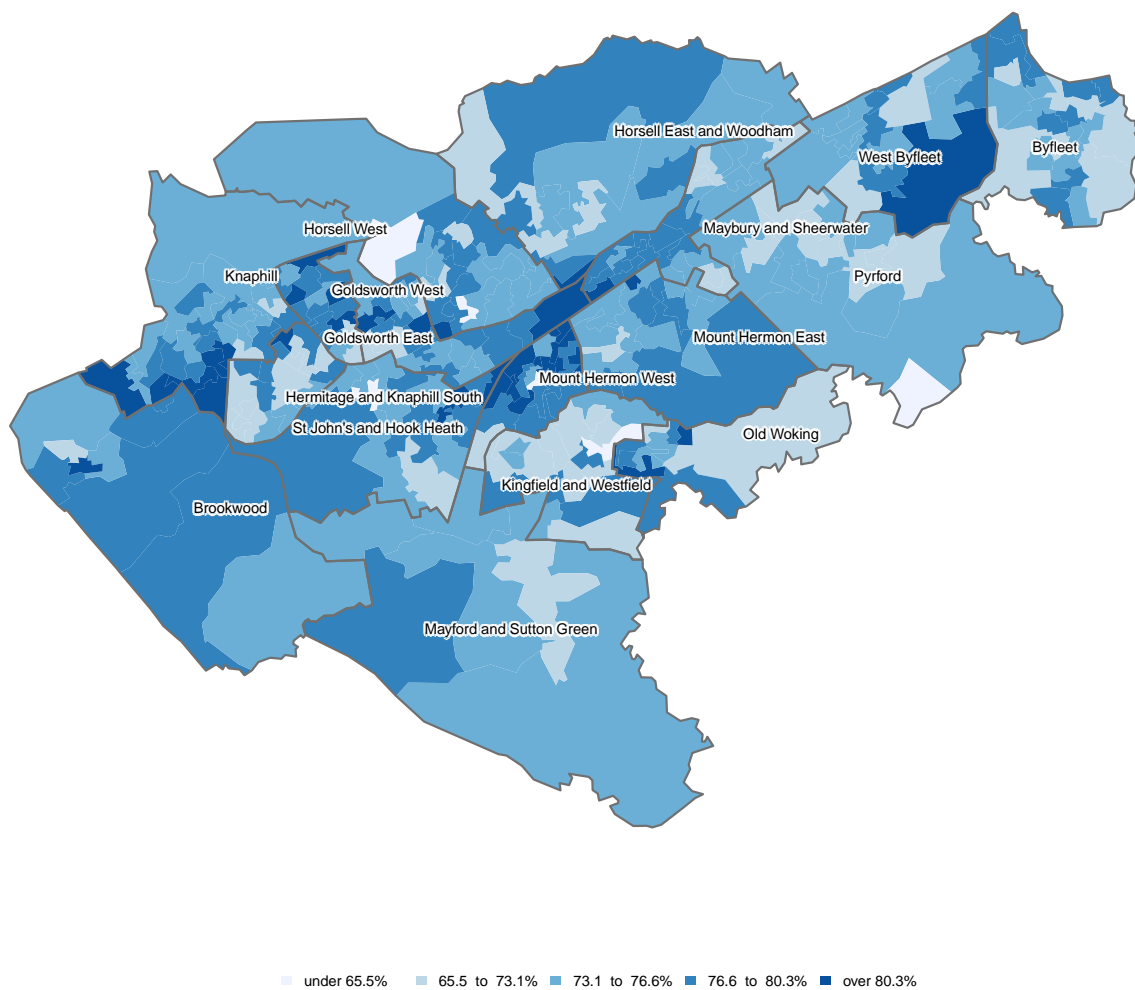 Horsell East and Woodham
Byfleet
West Byfleet
Horsell West
Maybury and Sheerwater
Knaphill
Pyrford
Goldsworth West
Goldsworth East
Mount Hermon East
Mount Hermon West
Hermitage and Knaphill South
St John's and Hook Heath
Old Woking
Kingfield and Westfield
Brookwood
Mayford and Sutton Green
under 65.5% 65.5 to 73.1% 73.1 to 76.6% 76.6 to 80.3% over 80.3%